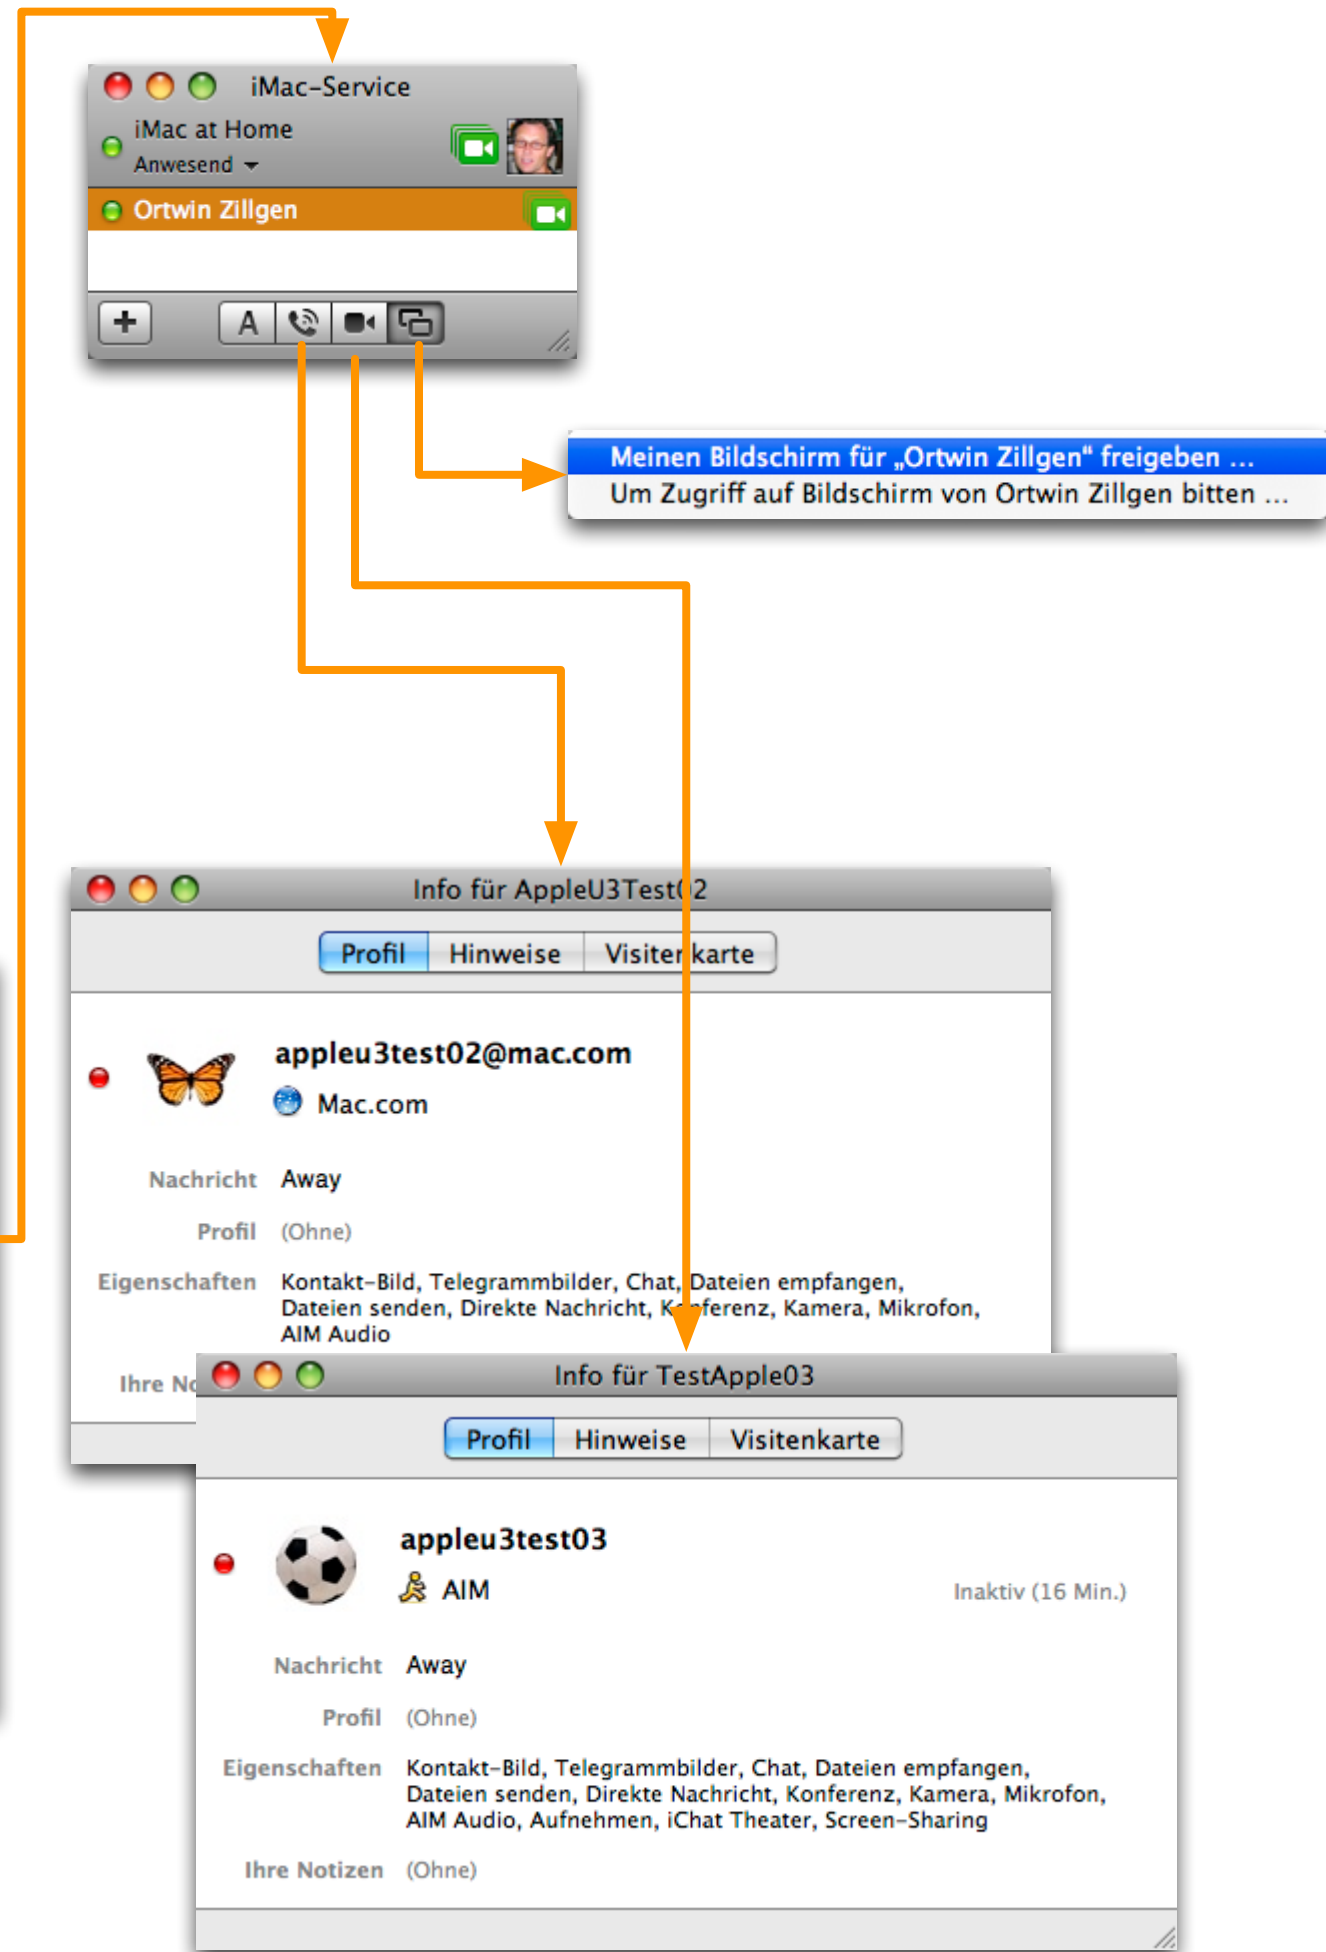 iMac-Service
iMac at Home
Anwesend
Ortwin Zillgen
A
Meinen Bildschirm für „Ortwin Zillgen“ freigeben ...
Um Zugriff auf Bildschirm von Ortwin Zillgen bitten ...
Info für AppleU3Test02
Profil Hinweise Visitenkarte
appleu3test02@mac.com
Mac.com
Nachricht Away
Profil (Ohne)
Eigenschaften Kontakt-Bild, Telegrammbilder, Chat, Dateien empfangen,
Dateien senden, Direkte Nachricht, Konferenz, Kamera, Mikrofon,
AIM Audio
Ihre No
Info für TestApple03
Profil Hinweise Visitenkarte
appleu3test03
AIM Inaktiv (16 Min.)
Nachricht Away
Profil (Ohne)
Eigenschaften Kontakt-Bild, Telegrammbilder, Chat, Dateien empfangen,
Dateien senden, Direkte Nachricht, Konferenz, Kamera, Mikrofon,
AIM Audio, Aufnehmen, iChat Theater, Screen-Sharing
Ihre Notizen (Ohne)